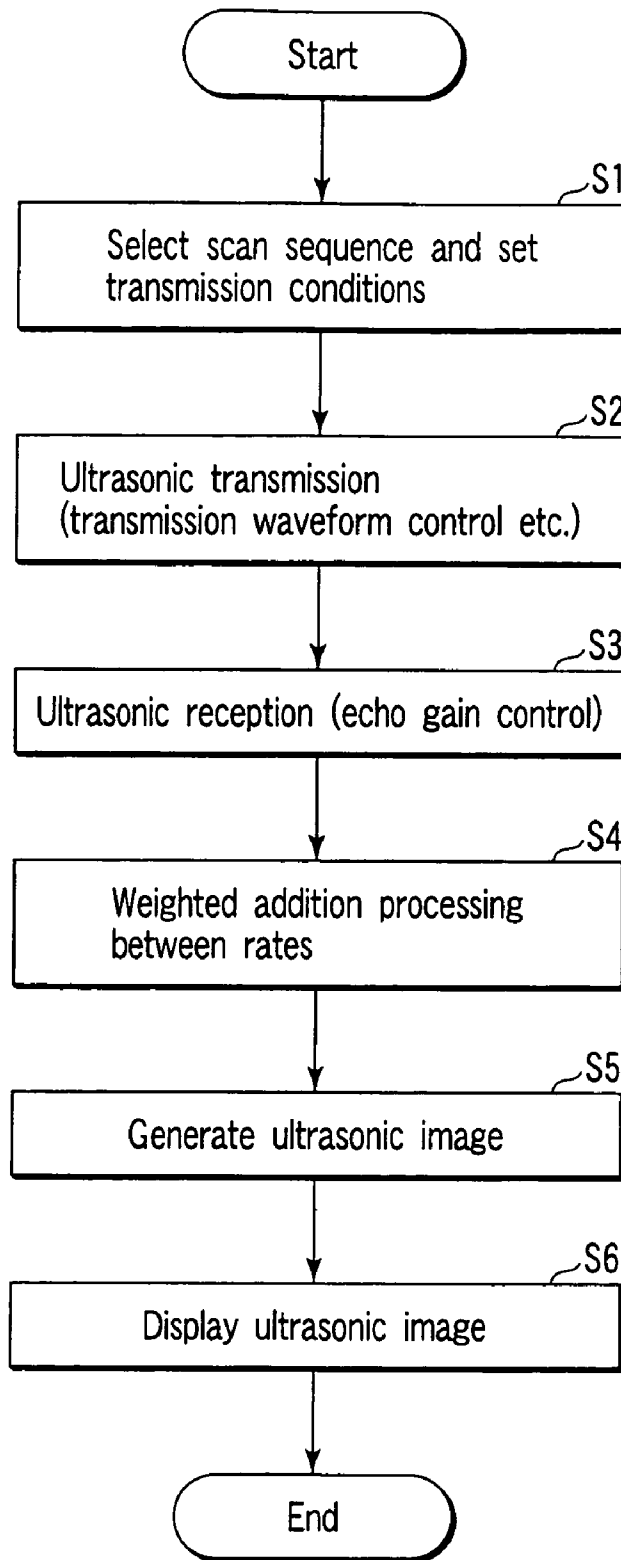 Start
S1
Select scan sequence and set
transmission conditions
S2
Ultrasonic transmission
(transmission waveform control etc.)
S3
Ultrasonic reception (echo gain control)
S4
Weighted addition processing
between rates
S5
Generate ultrasonic image
S6
Display ultrasonic image
End